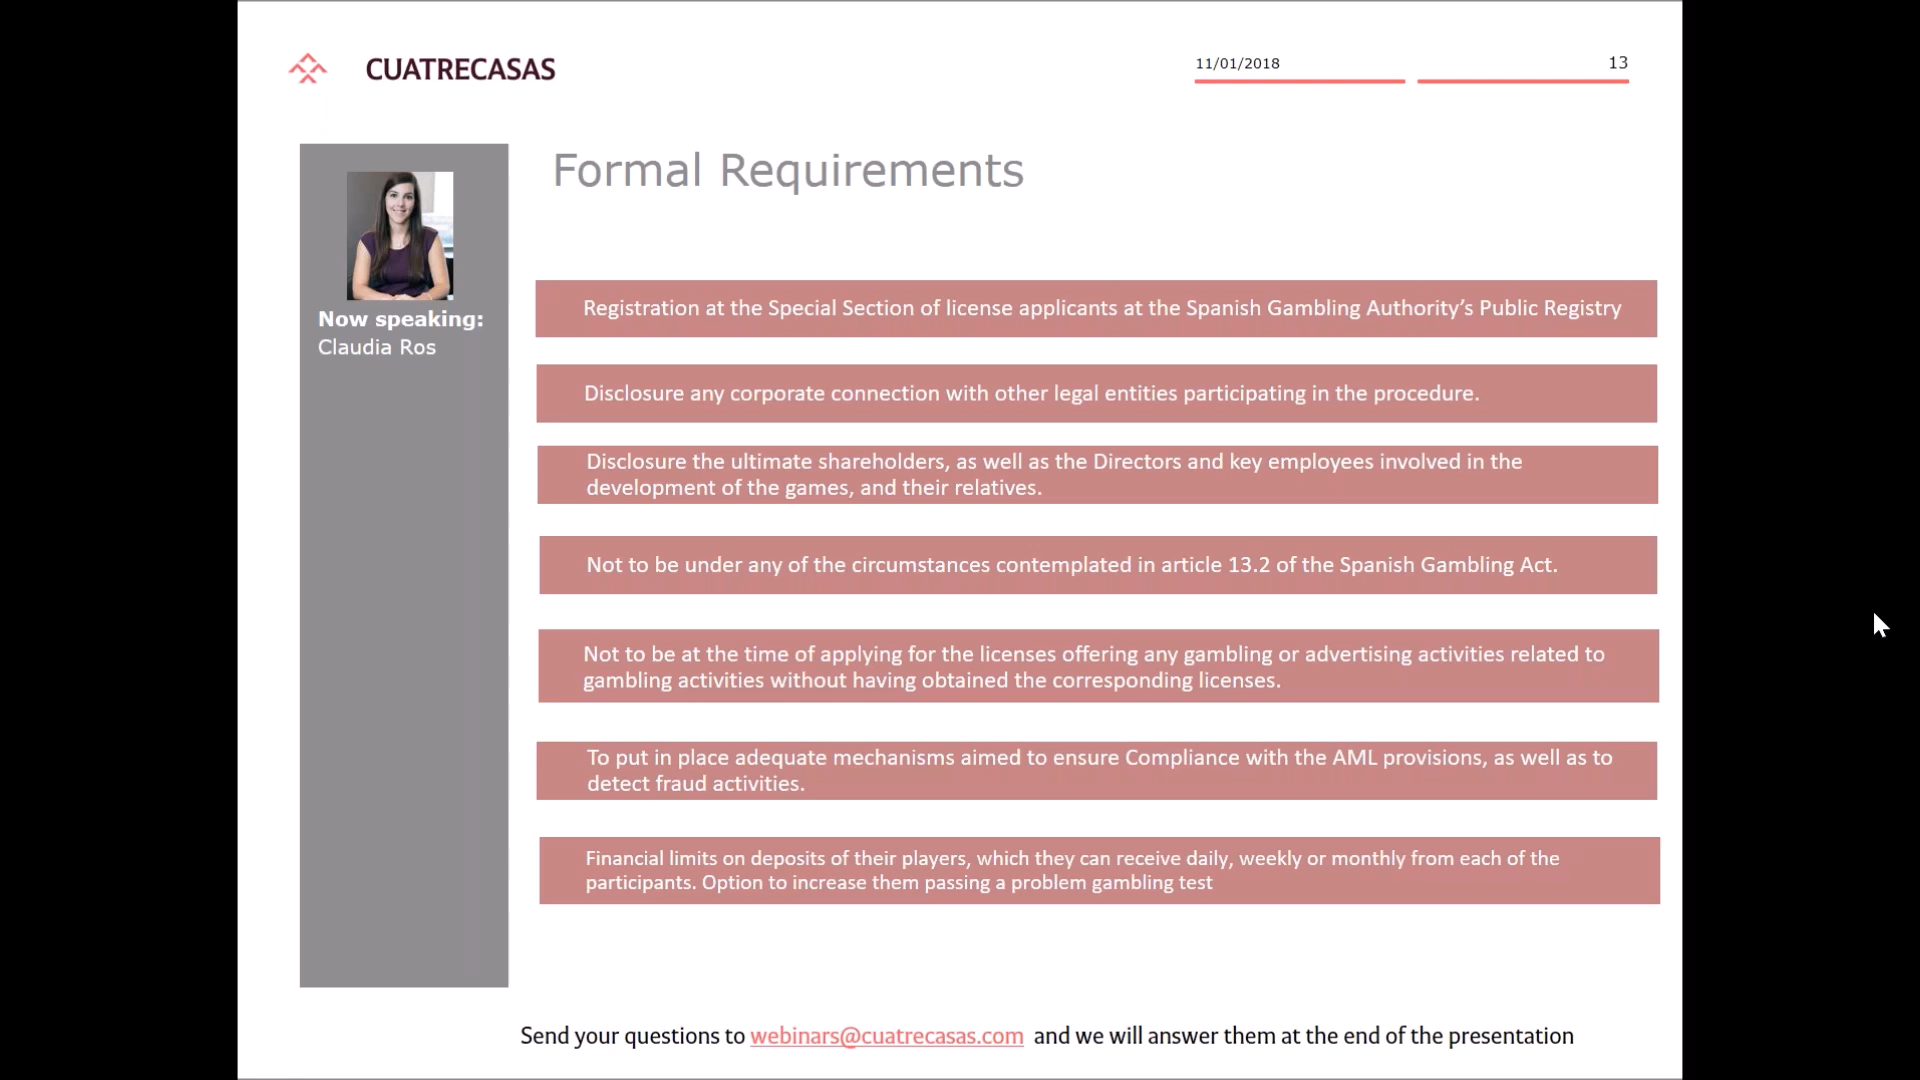 CUATRECASAS
11/01/2018
13
Now speaking:
Claudia Ros
Formal Requirements
Registration at the Special Section of license applicants at the Spanish Gambling Authority’s Public Registry
Disclosure any corporate connection with other legal entities participating in the procedure.
Disclosure the ultimate shareholders, as well as the Directors and key employees involved in the
development of the games, and their relatives.
Not to be under any of the circumstances contemplated in article 13.2 of the Spanish Gambling Act.
Not to be at the time of applying for the licenses offering any gambling or advertising activities related to
gambling activities without having obtained the corresponding licenses.
To put in place adequate mechanisms aimed to ensure Compliance with the AML provisions, as well as to
detect fraud activities.
Financial limits on deposits of their players, which they can receive daily, weekly or monthly from each of the
participants. Option to increase them passing a problem gambling test
Send your questions to webinars@cuatrecasas.com and we will answer them at the end of the presentation